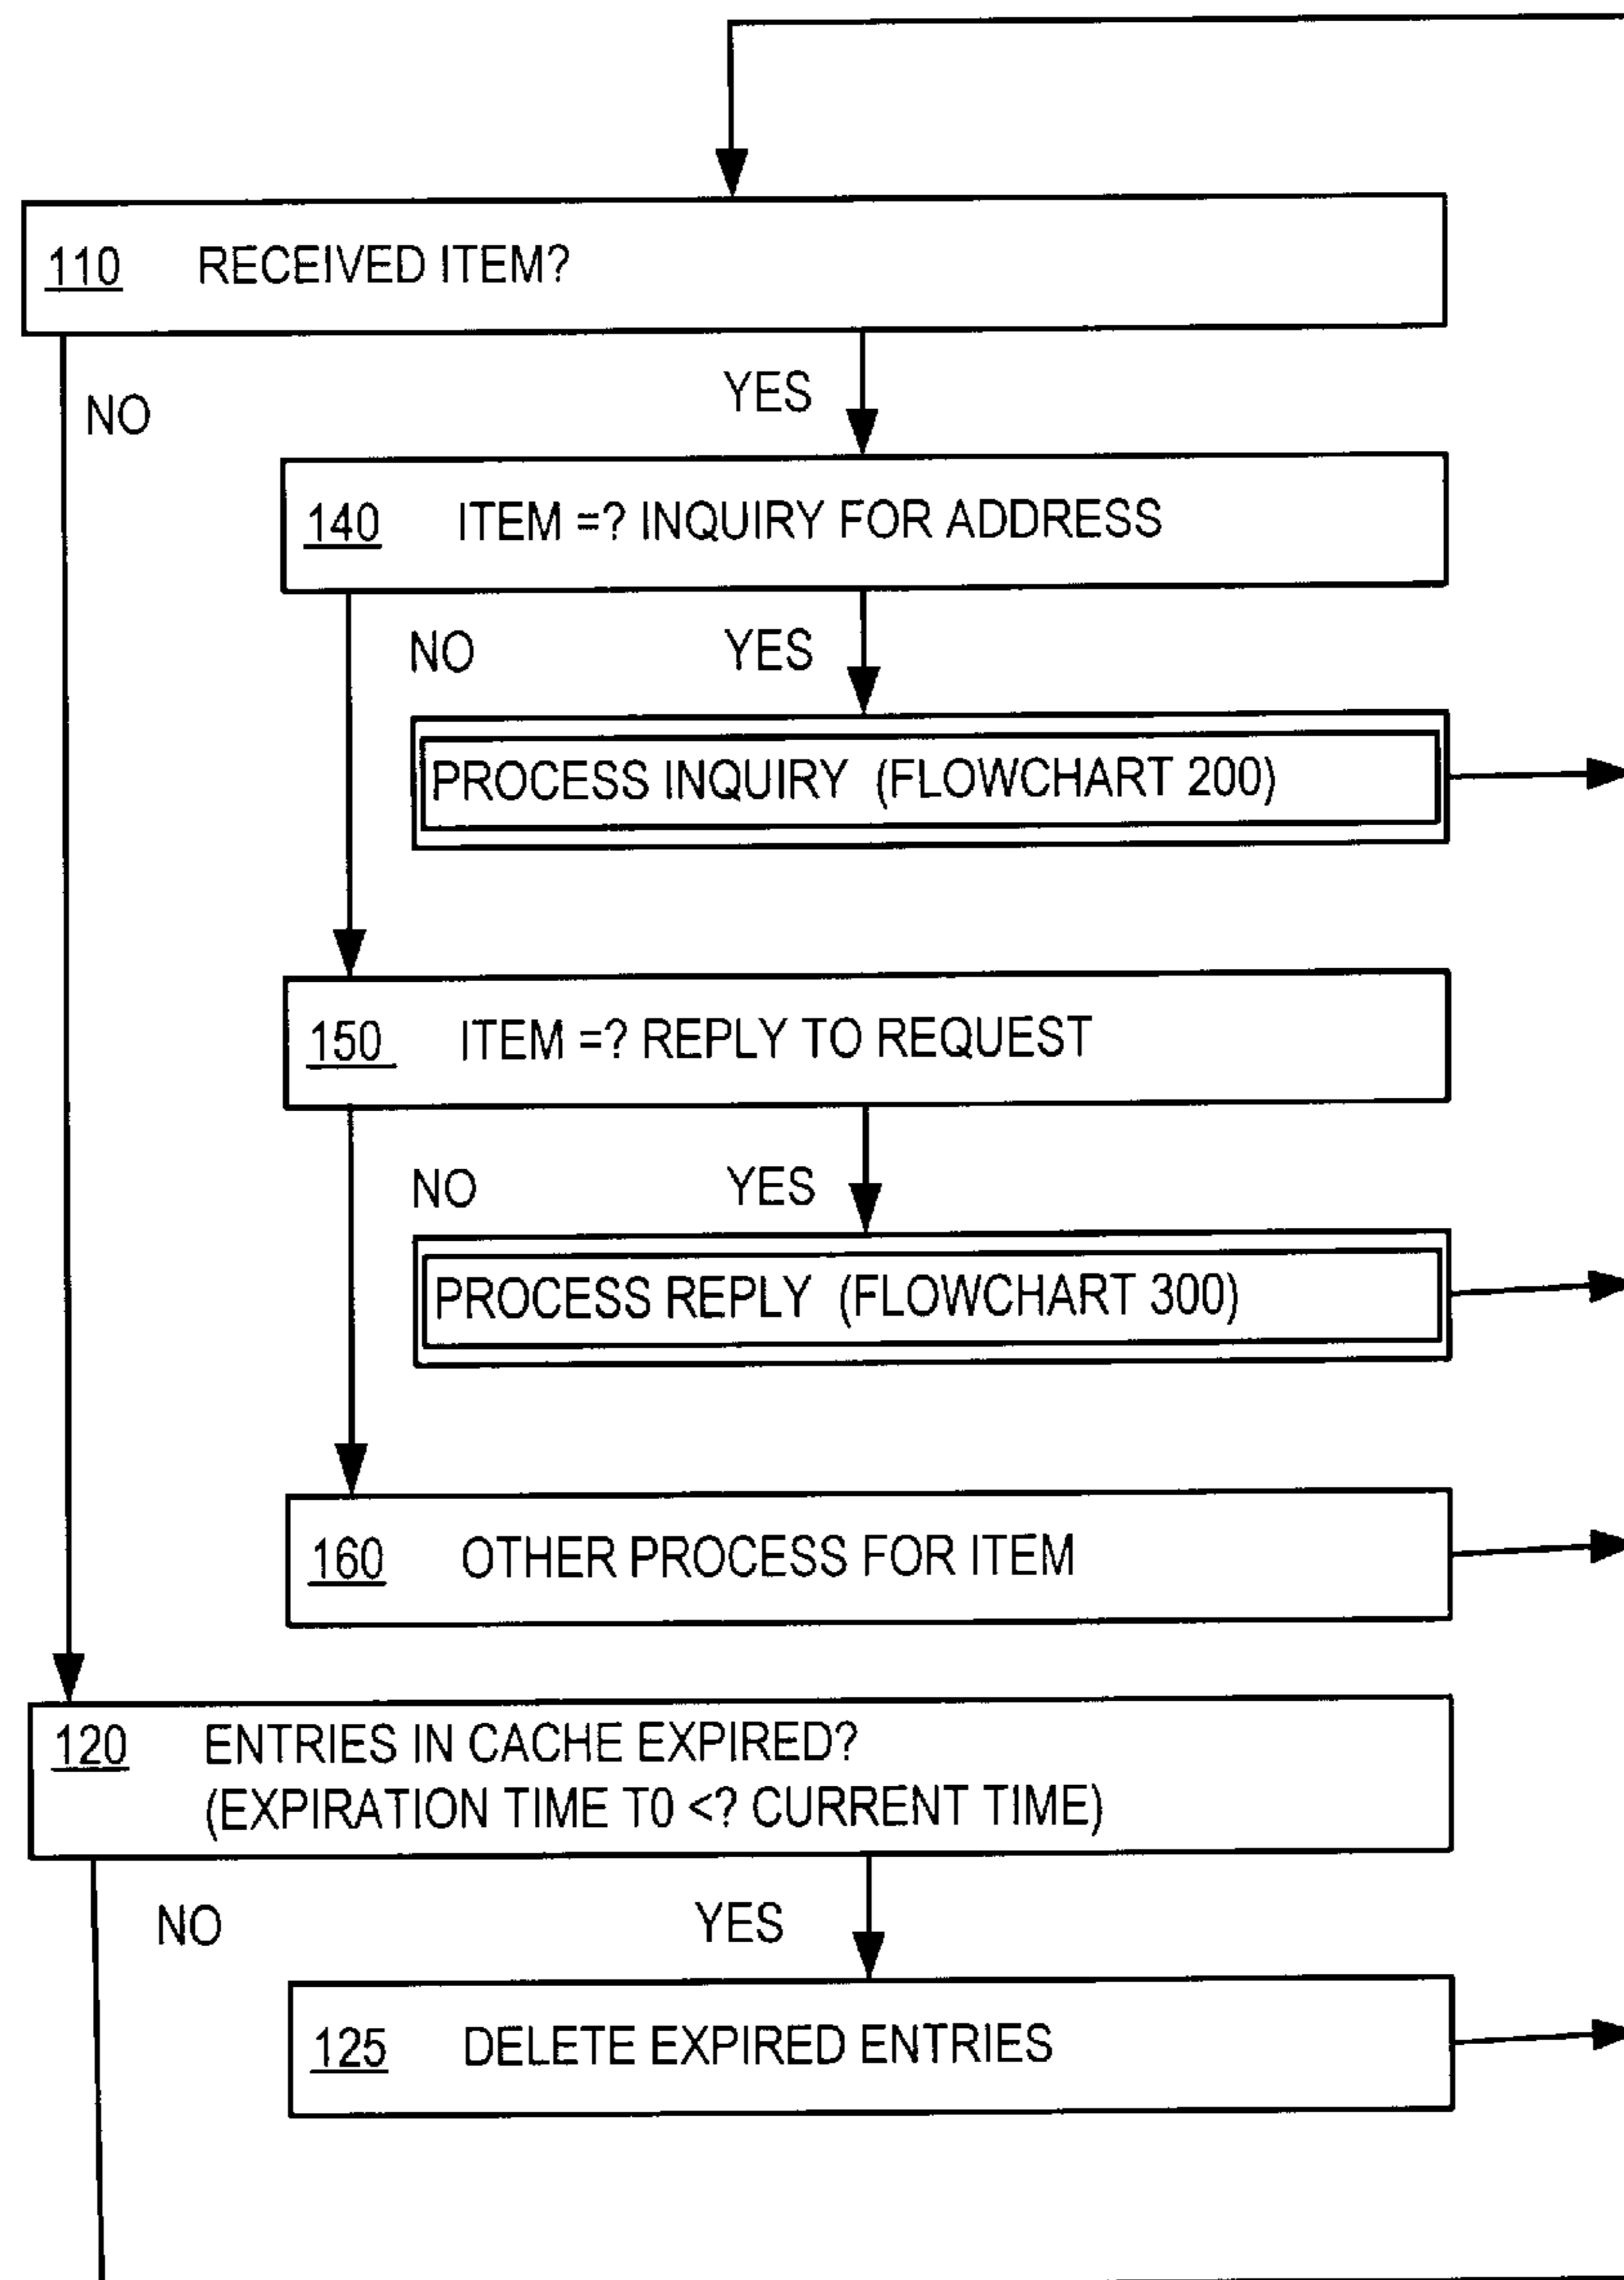 110 RECEIVED ITEM?
NO
YES
140 ITEM =? INQUIRY FOR ADDRESS
NO
YES
PROCESS INQUIRY (FLOWCHART 200)
150 ITEM =? REPLY TO REQUEST
NO
YES
PROCESS REPLY (FLOWCHART 300)
160 OTHER PROCESS FOR ITEM
120 ENTRIES IN CACHE EXPIRED?
(EXPIRATION TIME T0 <? CURRENT TIME)
NO
YES
125 DELETE EXPIRED ENTRIES